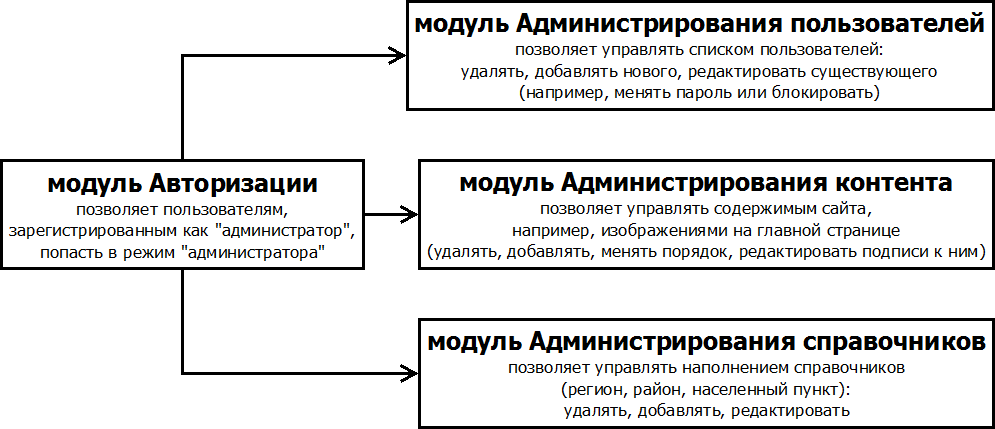 модуль Администрирования пользователей
позволяет управлять списком пользователей:
удалять, добавлять нового, редактировать существующего
(например, менять пароль или блокировать)
модуль Авторизации
позволяет пользователям,
зарегистрированным как "администратор",
попасть в режим "администратора"
модуль Администрирования контента
позволяет управлять содержимым сайта,
например, изображениями на главной странице
(удалять, добавлять, менять порядок, редактировать подписи к ним)
модуль Администрирования справочников
позволяет управлять наполнением справочников
(регион, район, населенный пункт):
удалять, добавлять, редактировать